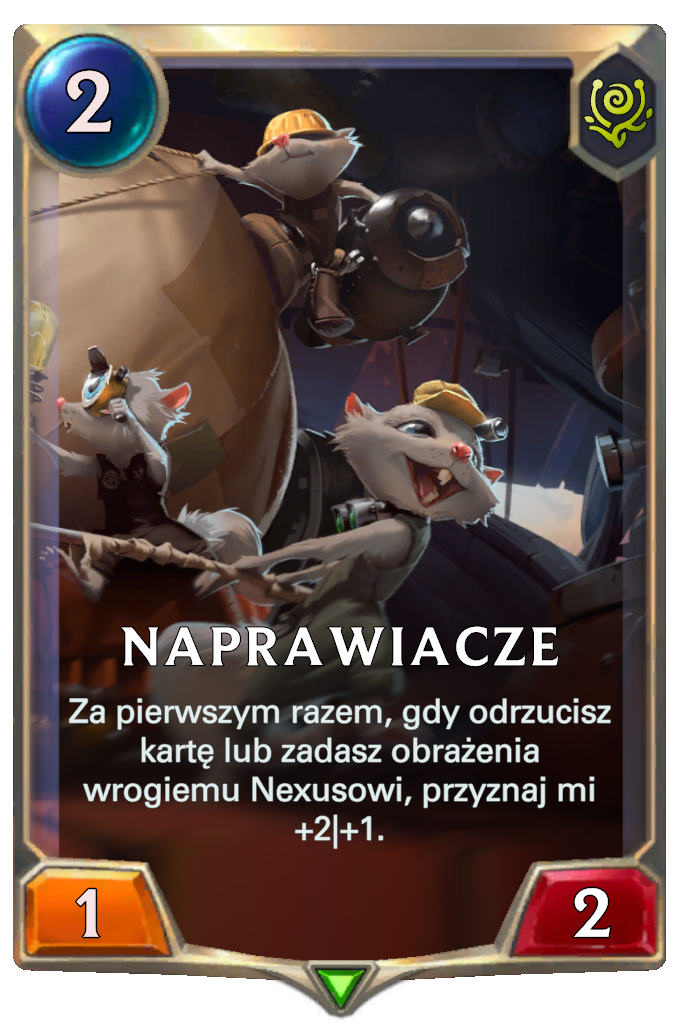 2
NAPRAWIACZE
Za pierwszym razem, gdy odrzucisz
kartę lub zadasz obrażenia
wrogiemu Nexusowi, przyznaj mi
+2|+1.
1
2